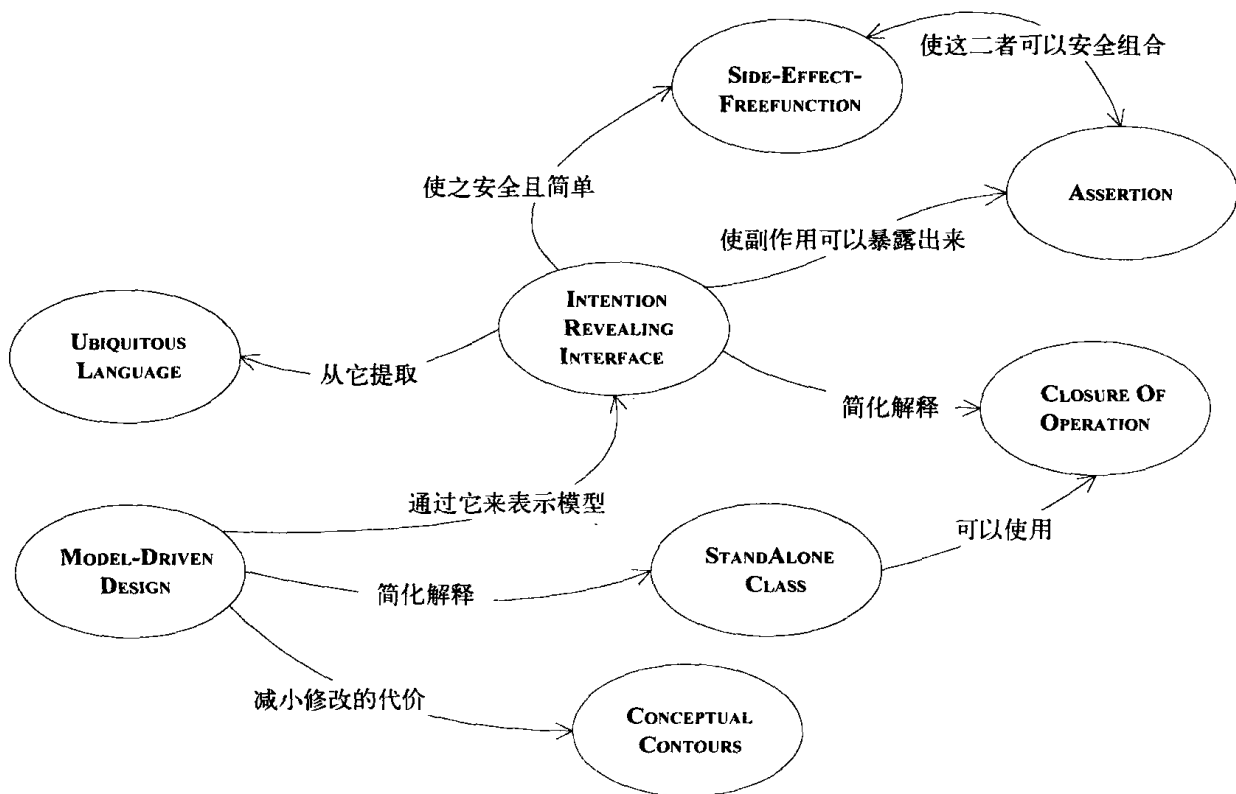 使这二者可以安全组合
SIDE-EFFECT-
FREEFUNCTION
ASSERTION
使之安全且简单
使副作用可以暴露出来
INTENTION
REVEALING
INTERFACE
UBIQUITOUS
LANGUAGE
从它提取
简化解释
CLOSURE OF
OPERATION
通过它来表示模型
可以使用
MODEL-DRIVEN
DESIGN
简化解释
STANDALONE
CLASS
减小修改的代价
CONCEPTUAL
CONTOURS